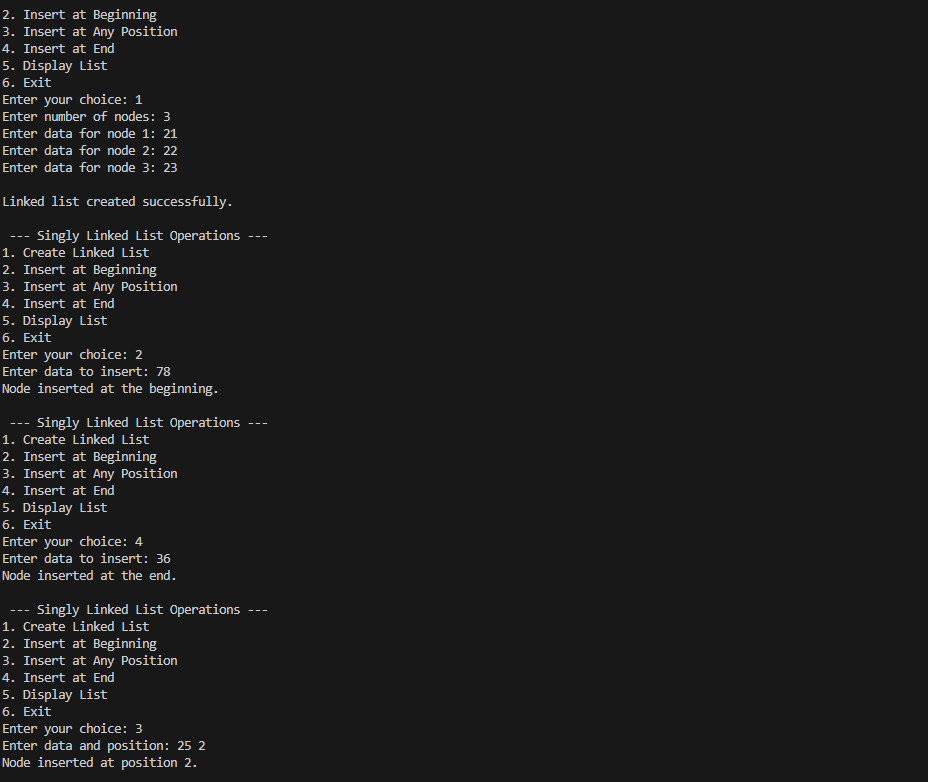 2. Insert at Beginning
3. Insert at Any Position
4. Insert at End
5. Display List
6. Exit
Enter your choice: 1
Enter number of nodes: 3
Enter data for node 1: 21
Enter data for node 2: 22
Enter data for node 3: 23

Linked list created successfully.

 --- Singly Linked List Operations ---
1. Create Linked List
2. Insert at Beginning
3. Insert at Any Position
4. Insert at End
5. Display List
6. Exit
Enter your choice: 2
Enter data to insert: 78
Node inserted at the beginning.

 --- Singly Linked List Operations ---
1. Create Linked List
2. Insert at Beginning
3. Insert at Any Position
4. Insert at End
5. Display List
6. Exit
Enter your choice: 4
Enter data to insert: 36
Node inserted at the end.

 --- Singly Linked List Operations ---
1. Create Linked List
2. Insert at Beginning
3. Insert at Any Position
4. Insert at End
5. Display List
6. Exit
Enter your choice: 3
Enter data and position: 25 2
Node inserted at position 2.